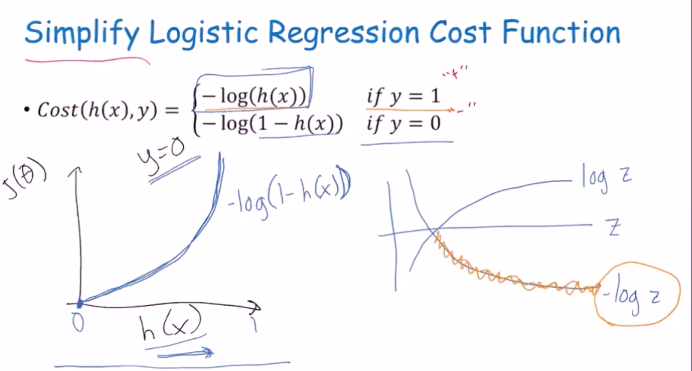 Simplify Logistic Regression Cost Function
"+"
• Cost(h(x), y) = { −log(h(x)) if y = 1
−log(1 − h(x)) if y = 0
"-"
y=0
J(θ)
-log(1-h(x))
log z
z
-log z
0
h(x)
1